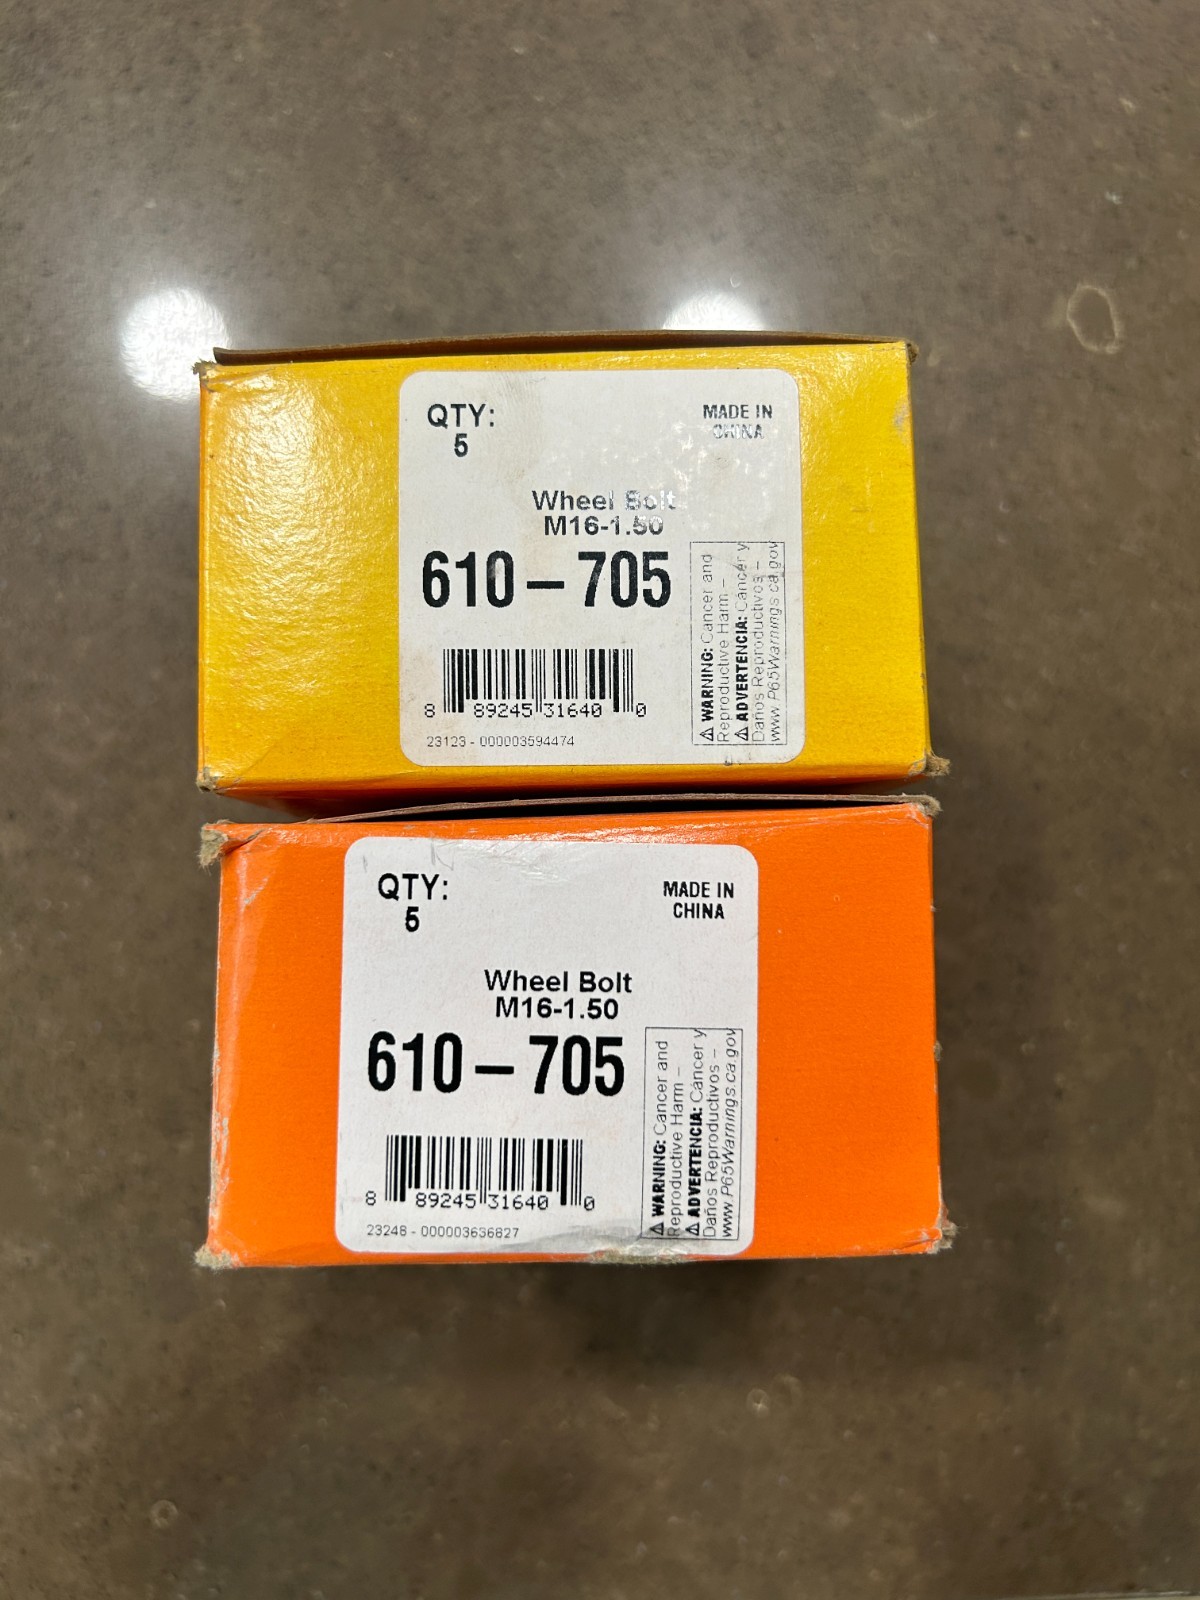 QTY:
5
MADE IN
CHINA
Wheel Bolt
M16-1.50
610-705
⚠ WARNING: Cancer and
Reproductive Harm –
⚠ ADVERTENCIA: Cáncer y
Daños Reproductivos –
www.P65Warnings.ca.gov
8 89245 31640 0
23123 - 000003594474
QTY:
5
MADE IN
CHINA
Wheel Bolt
M16-1.50
610-705
⚠ WARNING: Cancer and
Reproductive Harm –
⚠ ADVERTENCIA: Cáncer y
Daños Reproductivos –
www.P65Warnings.ca.gov
8 89245 31640 0
23248 - 000003636827